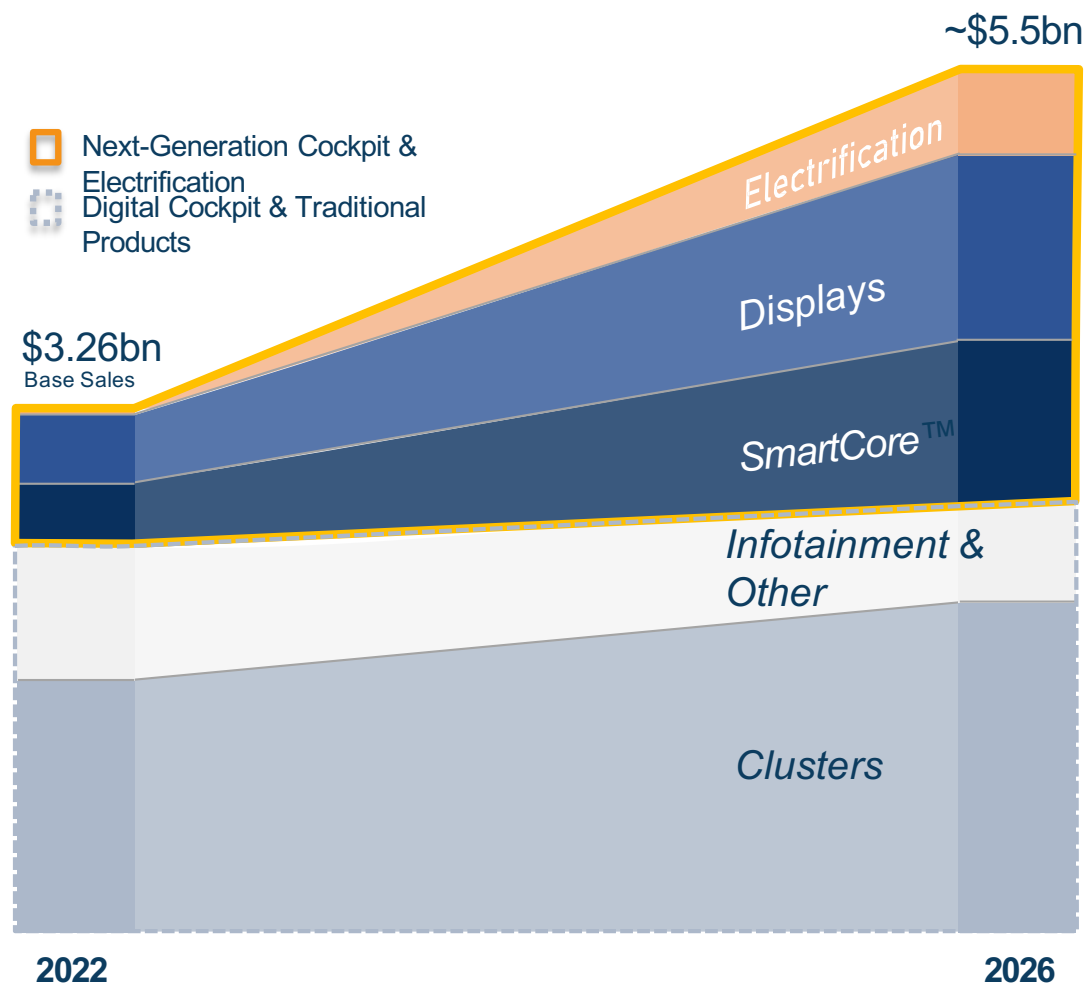 ~$5.5bn
Next-Generation Cockpit &
Electrification
Digital Cockpit & Traditional
Products
$3.26bn
Base Sales
Electrification
Displays
SmartCore™
Infotainment &
Other
Clusters
2022
2026